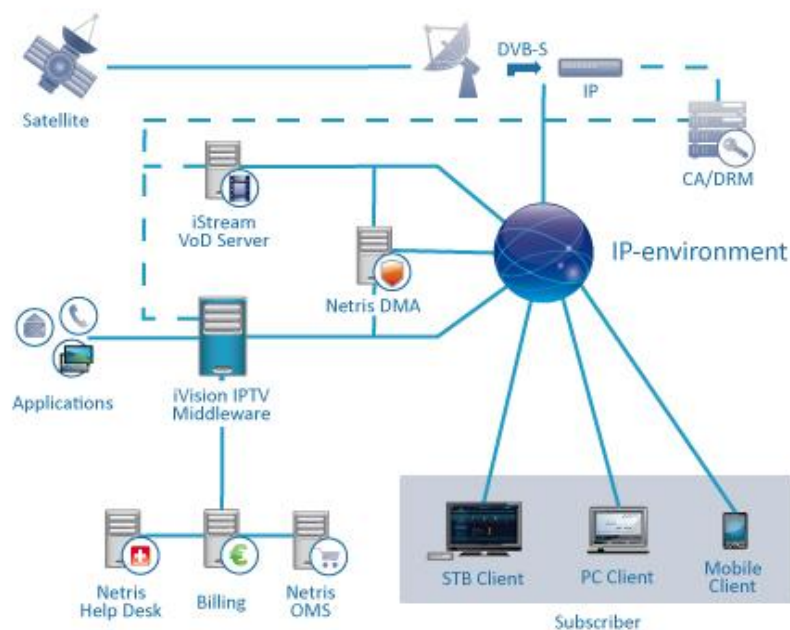 DVB-S
IP
Satellite
CA/DRM
iStream
VoD Server
IP-environment
Netris DMA
Applications
iVision IPTV
Middleware
STB Client
PC Client
Mobile
Client
Netris
Help Desk
Billing
Netris
OMS
Subscriber